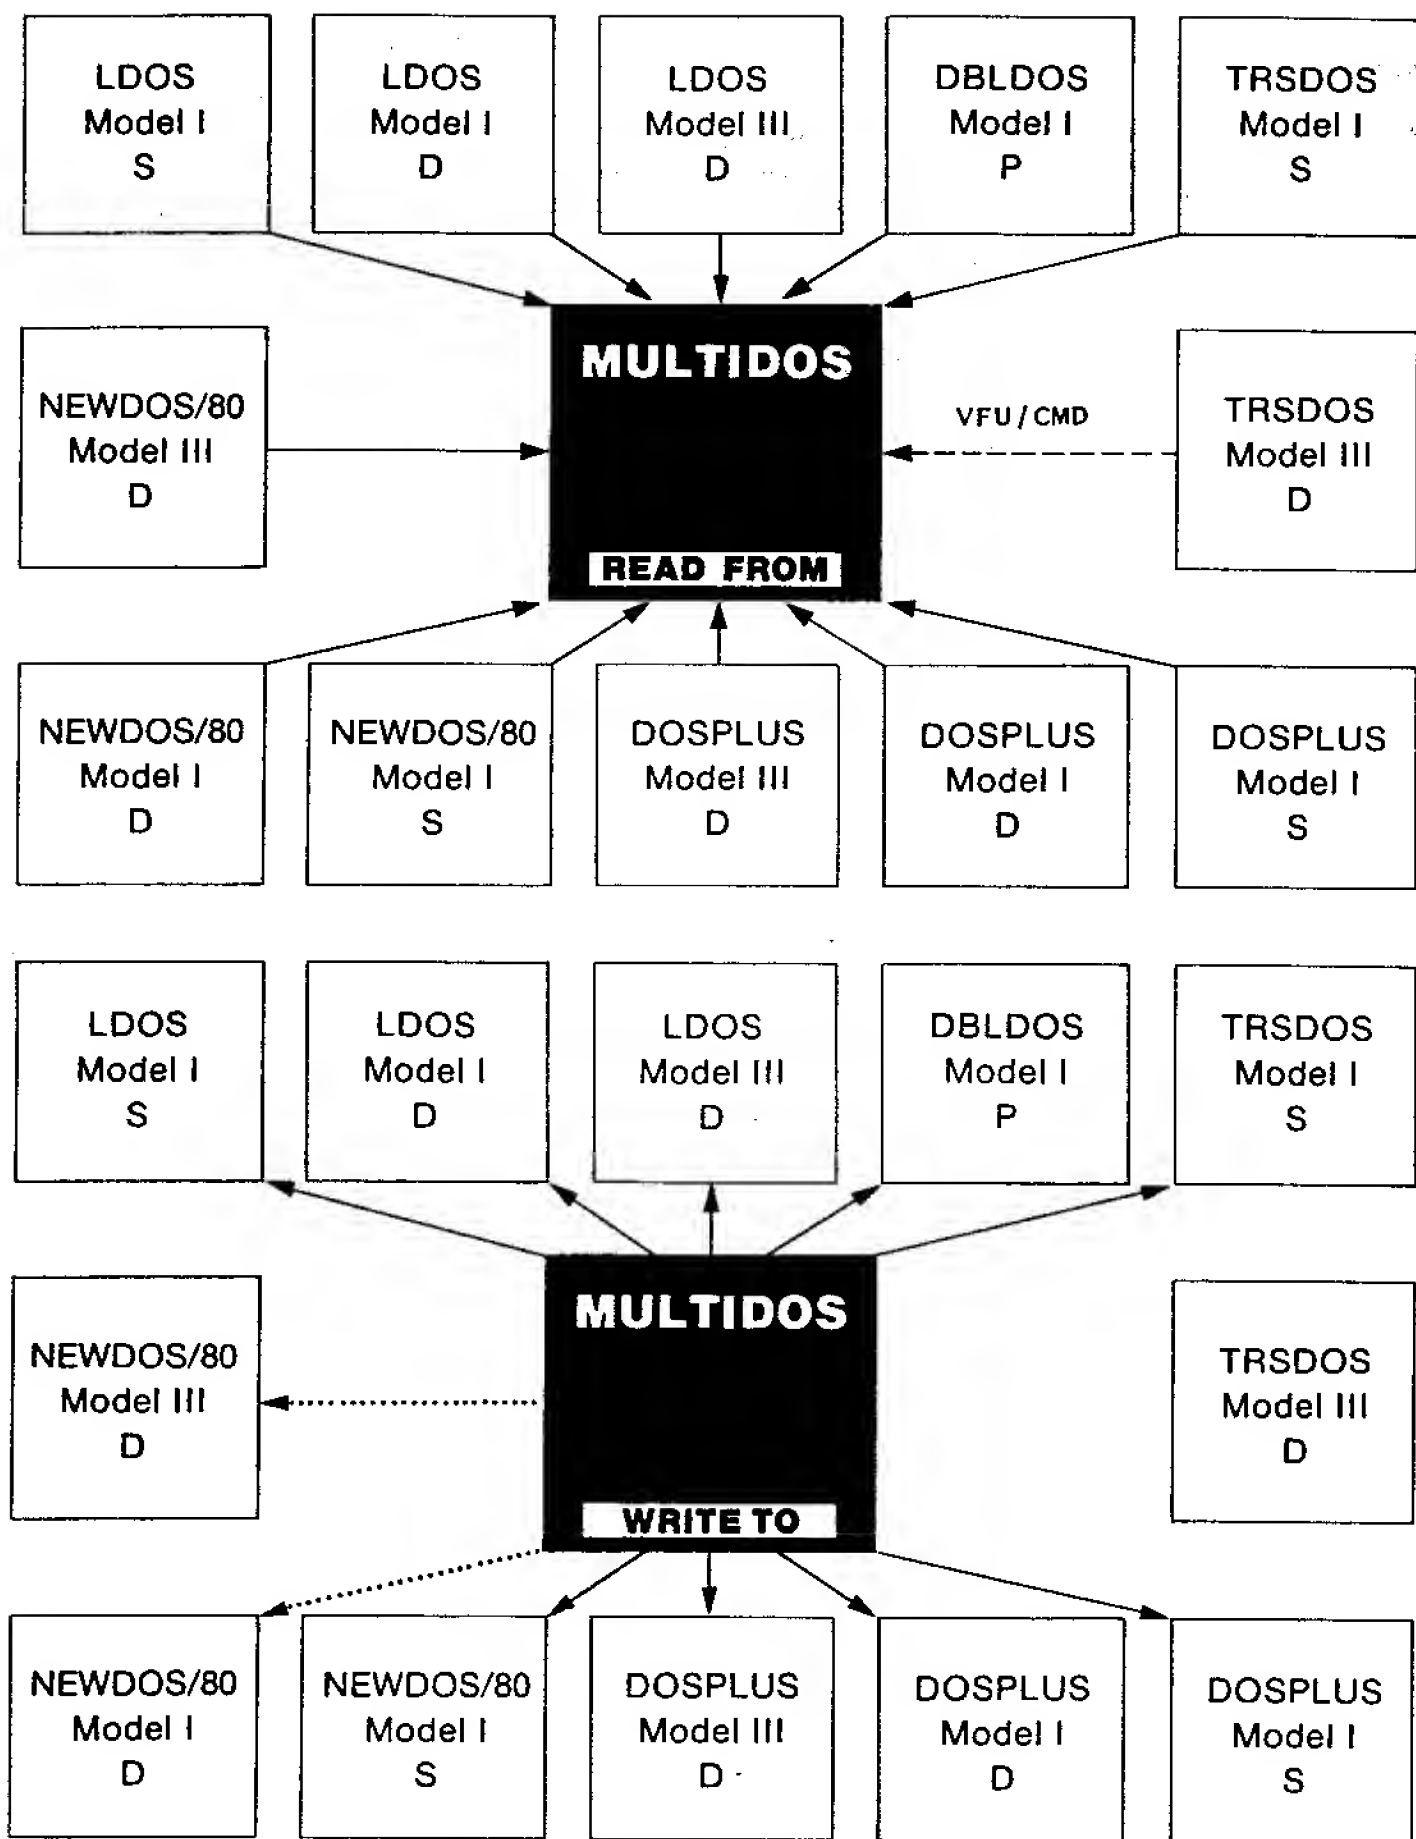 LDOS
Model I
S
LDOS
Model I
D
LDOS
Model III
D
DBLDOS
Model I
P
TRSDOS
Model I
S
NEWDOS/80
Model III
D
MULTIDOS
READ FROM
VFU/CMD
TRSDOS
Model III
D
NEWDOS/80
Model I
D
NEWDOS/80
Model I
S
DOSPLUS
Model III
D
DOSPLUS
Model I
D
DOSPLUS
Model I
S
LDOS
Model I
S
LDOS
Model I
D
LDOS
Model III
D
DBLDOS
Model I
P
TRSDOS
Model I
S
NEWDOS/80
Model III
D
MULTIDOS
WRITE TO
TRSDOS
Model III
D
NEWDOS/80
Model I
D
NEWDOS/80
Model I
S
DOSPLUS
Model III
D
DOSPLUS
Model I
D
DOSPLUS
Model I
S